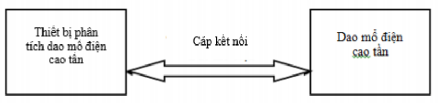 Thiết bị phân
tích dao mổ điện
cao tần
Cáp kết nối
Dao mổ điện
cao tần